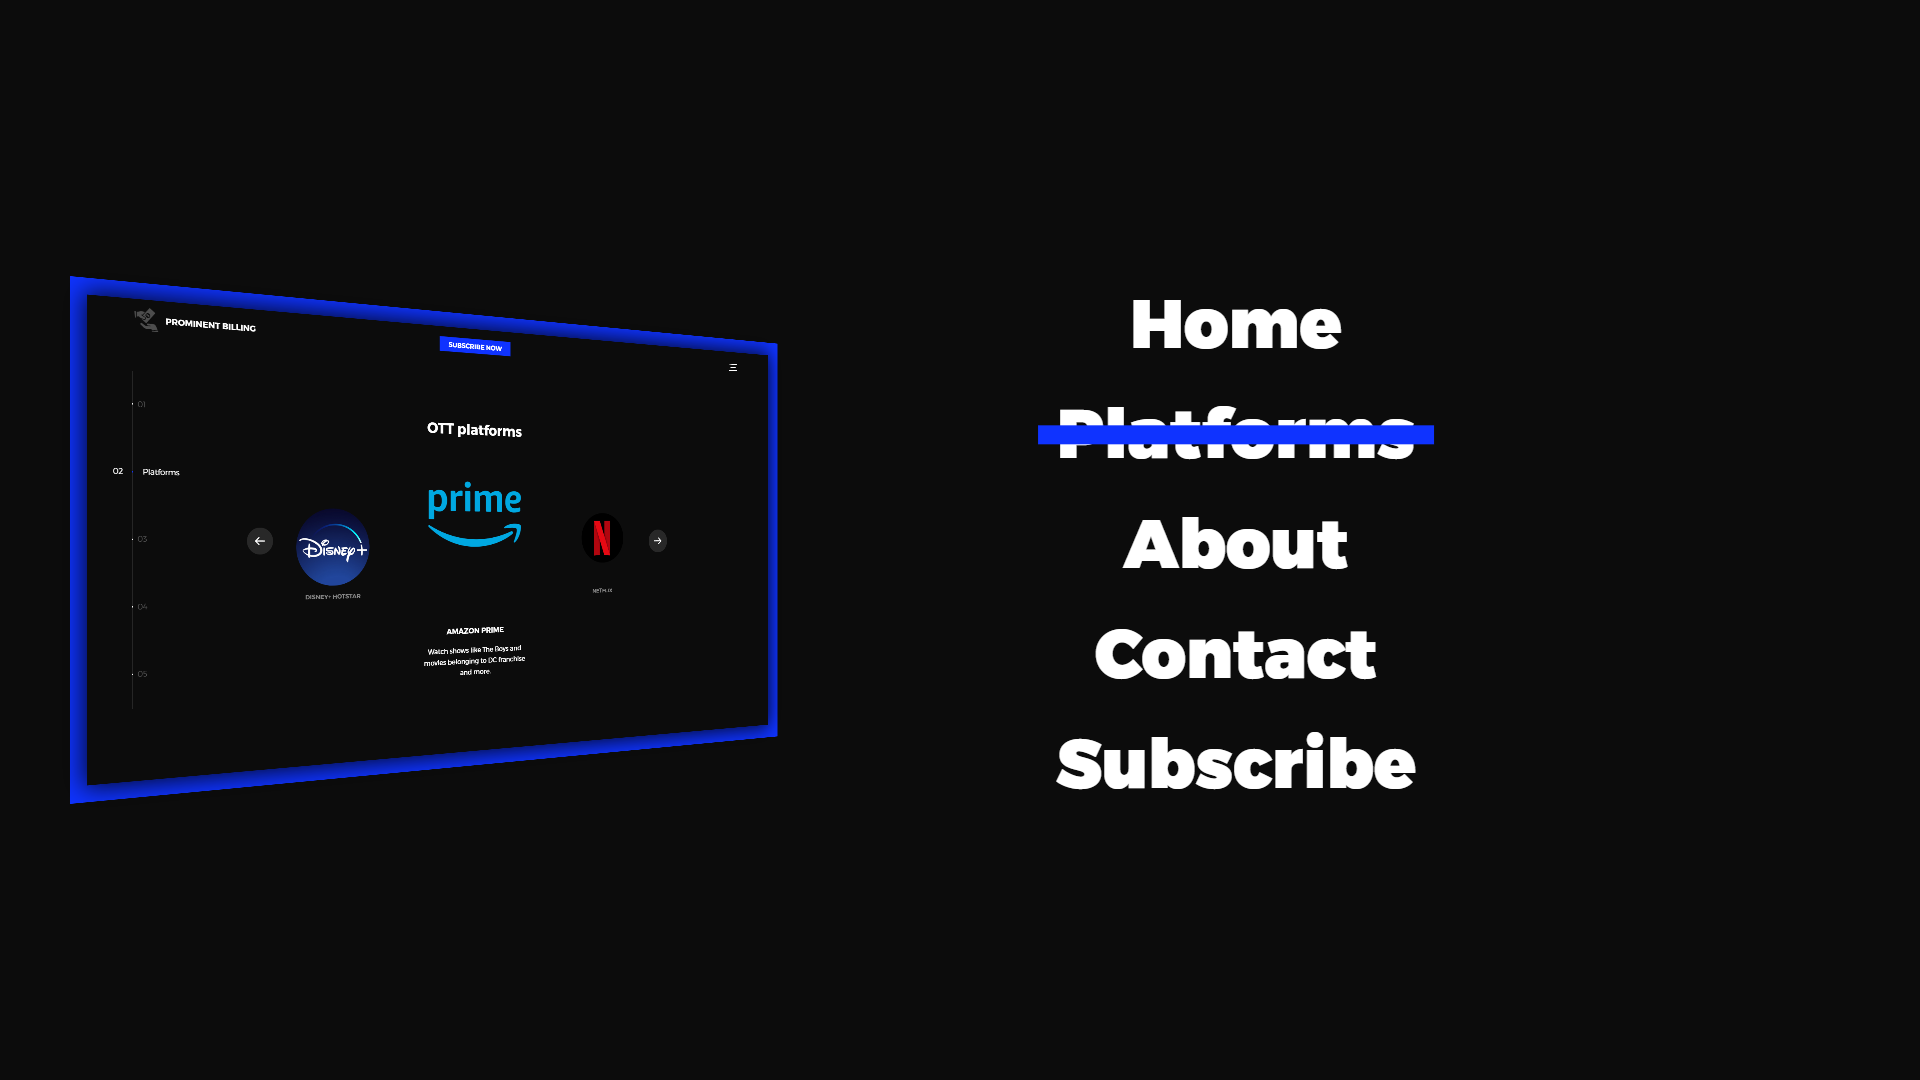 PROMINENT BILLING
SUBSCRIBE NOW
01
02 Platforms
03
04
05
OTT platforms
Disney+
DISNEY+ HOTSTAR
prime
N
NETFLIX
AMAZON PRIME
Watch shows like The Boys and
movies belonging to DC franchise
and more.
Home
Platforms
About
Contact
Subscribe